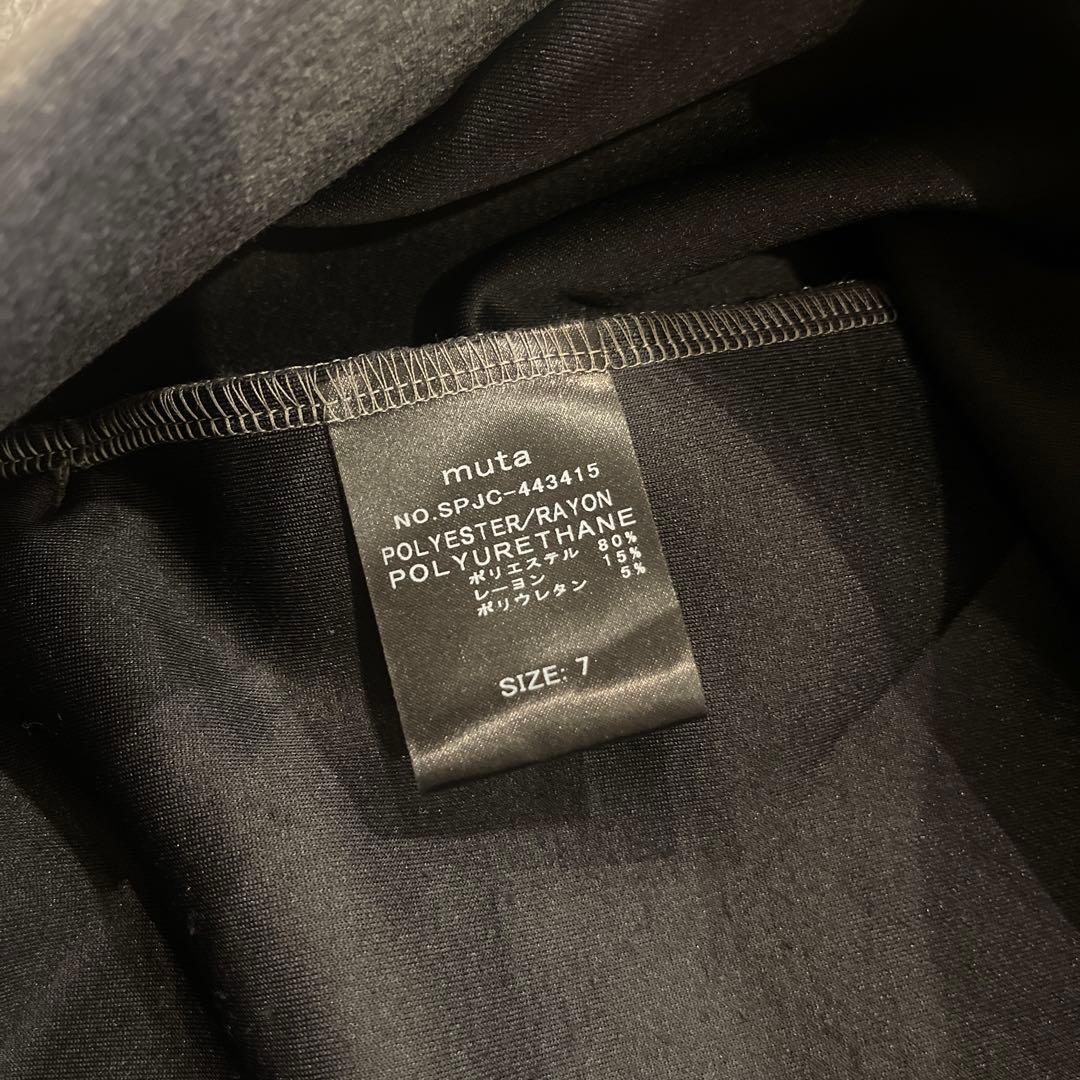 muta
NO.SPJC-443415
POLYESTER/RAYON
POLYURETHANE
ポリエステル 80%
レーヨン 15%
ポリウレタン 5%
SIZE: 7